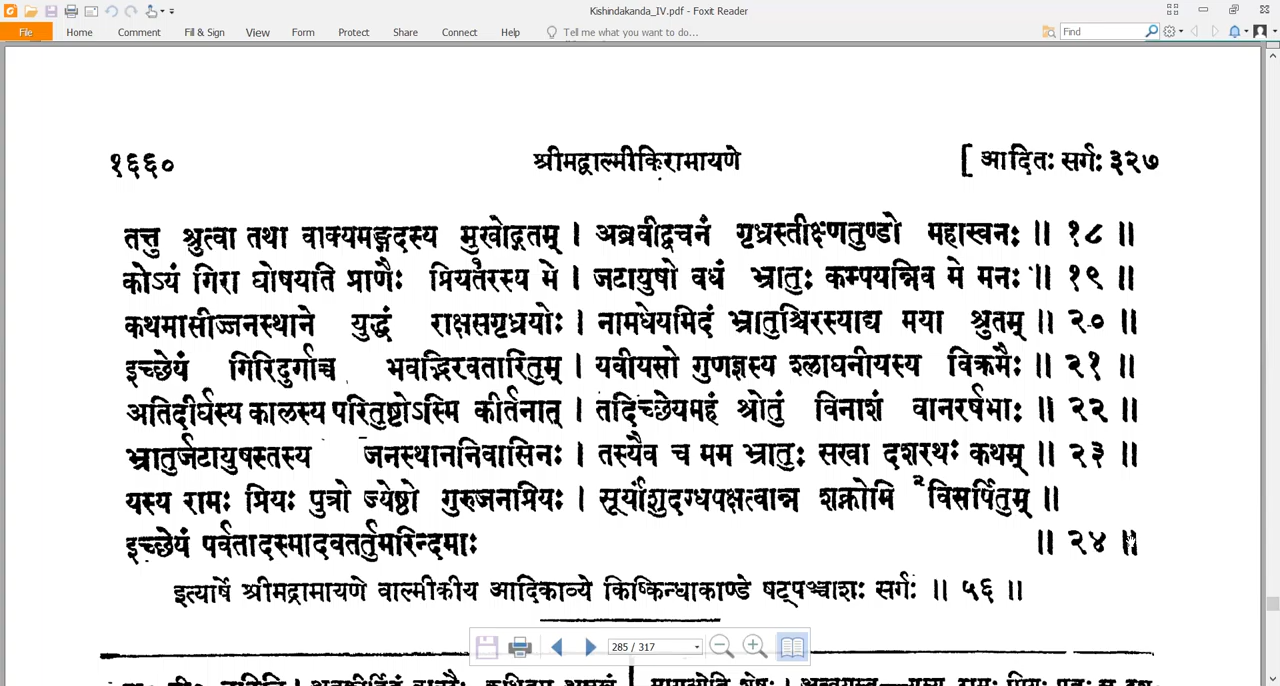 Kishindakanda_IV.pdf - Foxit Reader
File Home Comment Fill & Sign View Form Protect Share Connect Help Tell me what you want to do... Find
१६६० श्रीमद्वाल्मीकिरामायणे [ आदितः सर्गः ३२७
तत्तु श्रुत्वा तथा वाक्यमङ्गदस्य मुखोद्गतम् । अब्रवीद्वचनं गृध्रस्तीक्ष्णतुण्डो महास्वनः ॥ १८ ॥
कोऽयं गिरा घोषयति प्राणैः प्रियतरस्य मे । जटायुषो वधं भ्रातुः कम्पयन्निव मे मनः ॥ १९ ॥
कथमासीज्जनस्थाने युद्धं राक्षसगृध्रयोः । नामधेयमिदं भ्रातुश्चिरस्याद्य मया श्रुतम् ॥ २० ॥
इच्छेयं गिरिदुर्गाच्च भवद्भिरवतारितुम् । यवीयसो गुणज्ञस्य श्लाघनीयस्य विक्रमैः ॥ २१ ॥
अतिदीर्घस्य कालस्य परितुष्टोऽस्मि कीर्तनात् । तदिच्छेयमहं श्रोतुं विनाशं वानरर्षभाः ॥ २२ ॥
भ्रातुर्जटायुषस्तस्य जनस्थाननिवासिनः । तस्यैव च मम भ्रातुः सखा दशरथः कथम् ॥ २३ ॥
यस्य रामः प्रियः पुत्रो ज्येष्ठो गुरुजनप्रियः । सूर्यांशुदग्धपक्षत्वान्न शक्नोमि २विसर्पितुम् ॥
इच्छेयं पर्वतादस्मादवतर्तुमरिन्दमाः ॥ २४ ॥
इत्यार्षे श्रीमद्रामायणे वाल्मीकीय आदिकाव्ये किष्किन्धाकाण्डे षट्पञ्चाशः सर्गः ॥ ५६ ॥
285 / 317